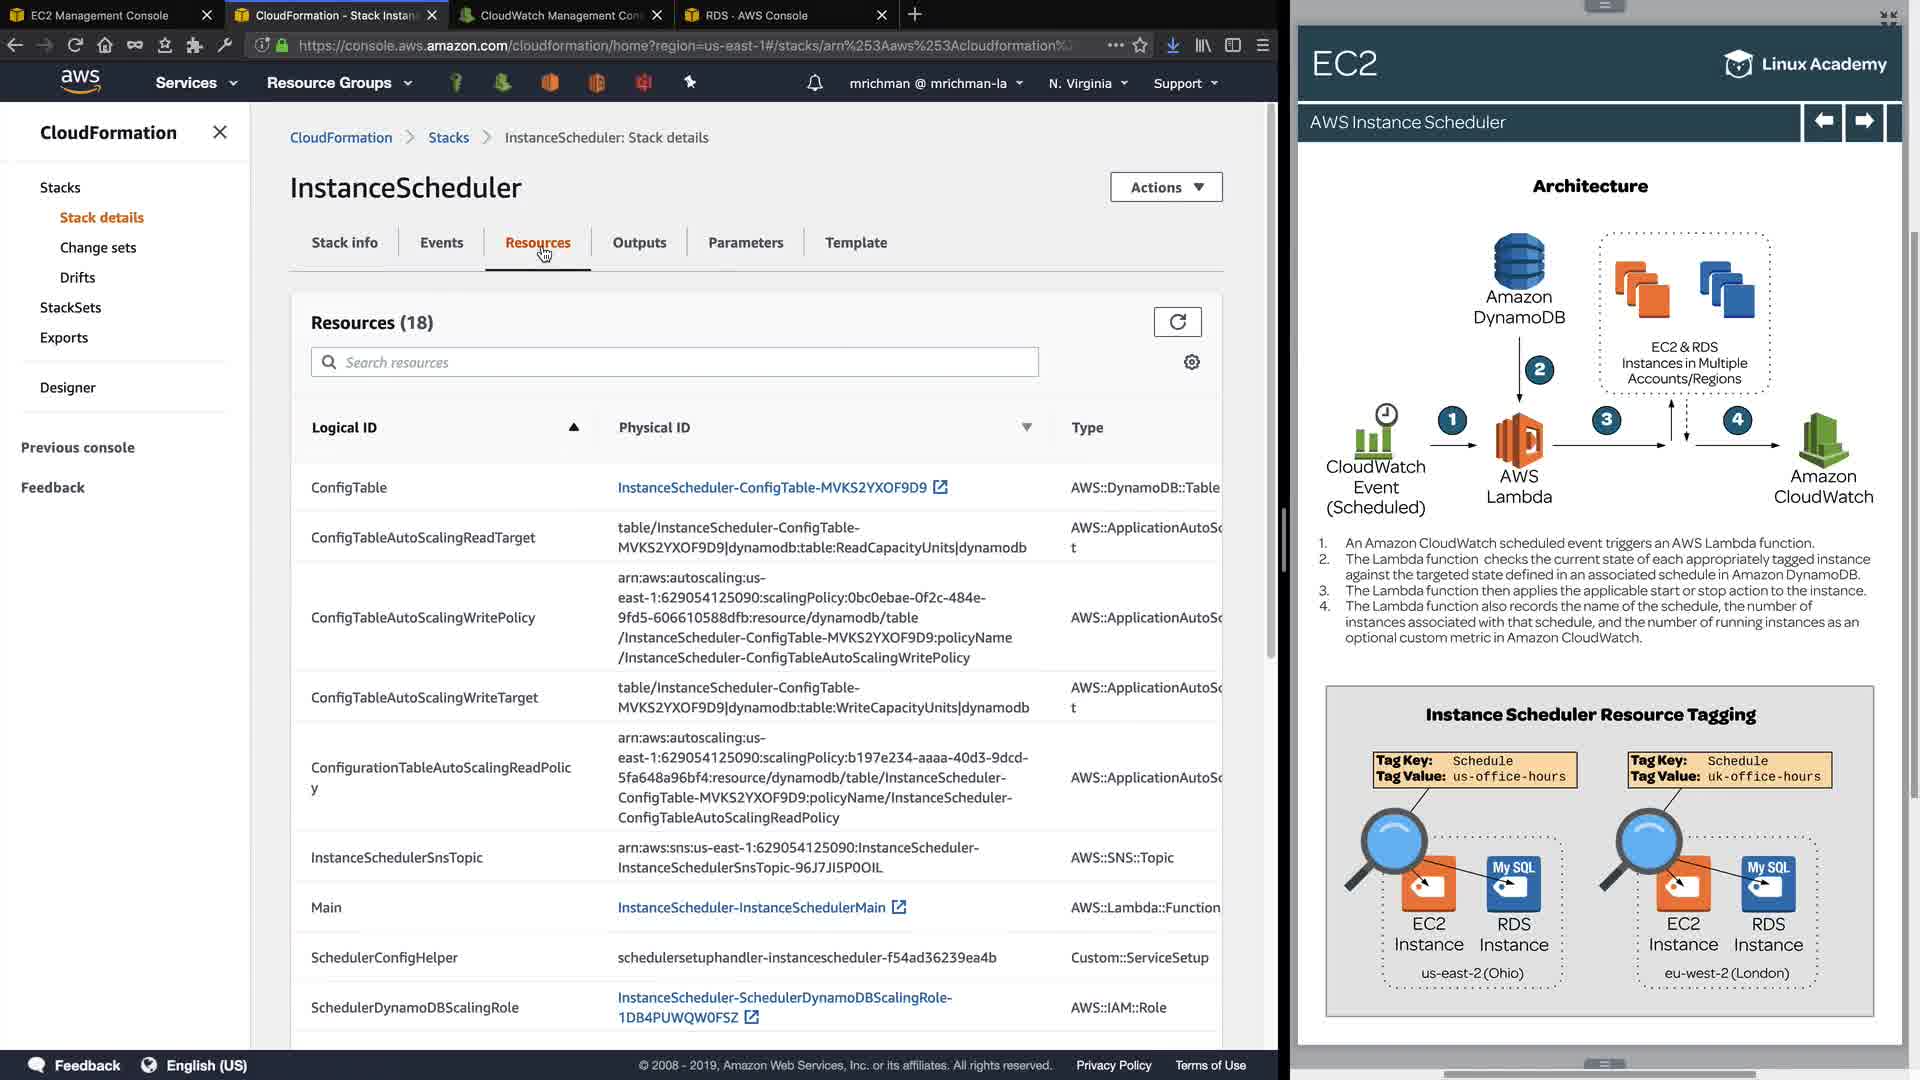 EC2 Management Console
CloudFormation - Stack Instan
CloudWatch Management Con
RDS - AWS Console
https://console.aws.amazon.com/cloudformation/home?region=us-east-1#/stacks/arn%253Aaws%253Acloudformation%
aws
Services
Resource Groups
mrichman @ mrichman-la
N. Virginia
Support
CloudFormation
Stacks
Stack details
Change sets
Drifts
StackSets
Exports
Designer
Previous console
Feedback
CloudFormation
Stacks
InstanceScheduler: Stack details
InstanceScheduler
Actions
Stack info
Events
Resources
Outputs
Parameters
Template
Resources (18)
Search resources
Logical ID
Physical ID
Type
ConfigTable
InstanceScheduler-ConfigTable-MVKS2YXOF9D9
AWS::DynamoDB::Table
ConfigTableAutoScalingReadTarget
table/InstanceScheduler-ConfigTable-
MVKS2YXOF9D9|dynamodb:table:ReadCapacityUnits|dynamodb
AWS::ApplicationAutoSc
t
ConfigTableAutoScalingWritePolicy
arn:aws:autoscaling:us-
east-1:629054125090:scalingPolicy:0bc0ebae-0f2c-484e-
9fd5-606610588dfb:resource/dynamodb/table
/InstanceScheduler-ConfigTable-MVKS2YXOF9D9:policyName
/InstanceScheduler-ConfigTableAutoScalingWritePolicy
AWS::ApplicationAutoSc
ConfigTableAutoScalingWriteTarget
table/InstanceScheduler-ConfigTable-
MVKS2YXOF9D9|dynamodb:table:WriteCapacityUnits|dynamodb
AWS::ApplicationAutoSc
t
ConfigurationTableAutoScalingReadPolic
y
arn:aws:autoscaling:us-
east-1:629054125090:scalingPolicy:b197e234-aaaa-40d3-9dcd-
5fa648a96bf4:resource/dynamodb/table/InstanceScheduler-
ConfigTable-MVKS2YXOF9D9:policyName/InstanceScheduler-
ConfigTableAutoScalingReadPolicy
AWS::ApplicationAutoSc
InstanceSchedulerSnsTopic
arn:aws:sns:us-east-1:629054125090:InstanceScheduler-
InstanceSchedulerSnsTopic-96J7JI5P0OIL
AWS::SNS::Topic
Main
InstanceScheduler-InstanceSchedulerMain
AWS::Lambda::Function
SchedulerConfigHelper
schedulersetuphandler-instancescheduler-f54ad36239ea4b
Custom::ServiceSetup
SchedulerDynamoDBScalingRole
InstanceScheduler-SchedulerDynamoDBScalingRole-
1DB4PUWQW0FSZ
AWS::IAM::Role
Feedback
English (US)
© 2008 - 2019, Amazon Web Services, Inc. or its affiliates. All rights reserved.
Privacy Policy
Terms of Use
EC2
Linux Academy
AWS Instance Scheduler
Architecture
Amazon
DynamoDB
EC2 & RDS
Instances in Multiple
Accounts/Regions
2
1
3
4
CloudWatch
Event
(Scheduled)
AWS
Lambda
Amazon
CloudWatch
1. An Amazon CloudWatch scheduled event triggers an AWS Lambda function.
2. The Lambda function checks the current state of each appropriately tagged instance
against the targeted state defined in an associated schedule in Amazon DynamoDB.
3. The Lambda function then applies the applicable start or stop action to the instance.
4. The Lambda function also records the name of the schedule, the number of
instances associated with that schedule, and the number of running instances as an
optional custom metric in Amazon CloudWatch.
Instance Scheduler Resource Tagging
Tag Key: Schedule
Tag Value: us-office-hours
Tag Key: Schedule
Tag Value: uk-office-hours
My SQL
My SQL
EC2
Instance
RDS
Instance
EC2
Instance
RDS
Instance
us-east-2 (Ohio)
eu-west-2 (London)